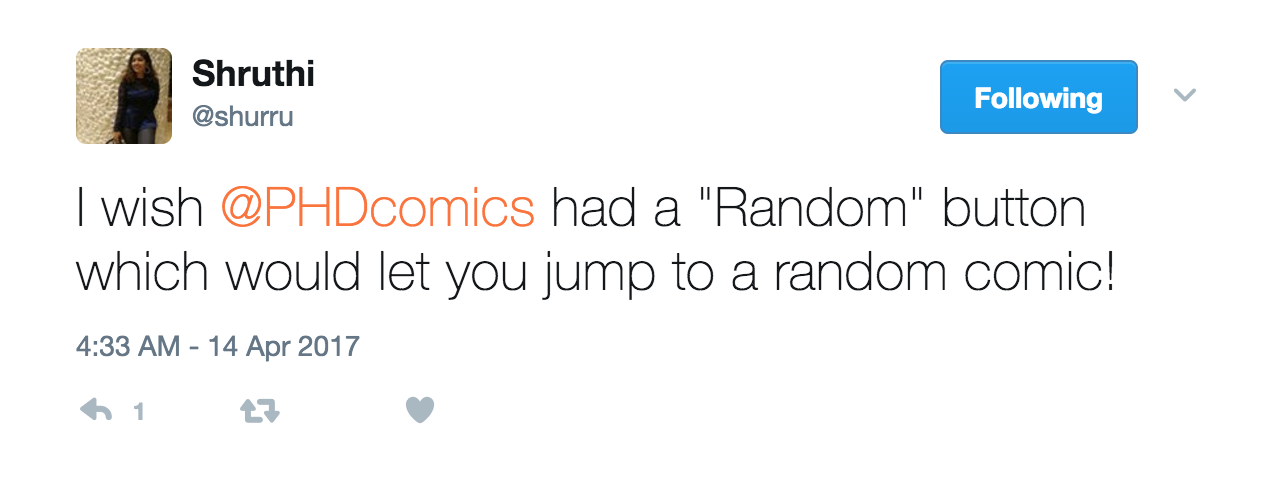 Shruthi
@shurru
Following
I wish @PHDcomics had a "Random" button
which would let you jump to a random comic!
4:33 AM - 14 Apr 2017
1